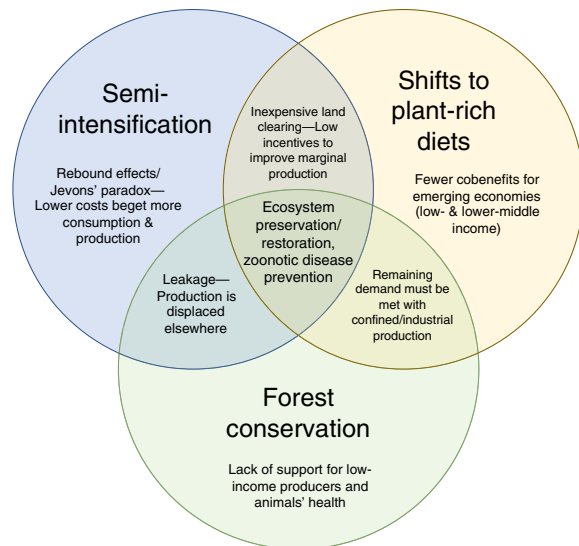 Semi-
intensification
Rebound effects/
Jevons' paradox—
Lower costs beget more
consumption &
production
Inexpensive land
clearing—Low
incentives to
improve marginal
production
Shifts to
plant-rich
diets
Fewer cobenefits for
emerging economies
(low- & lower-middle
income)
Ecosystem
preservation/
restoration,
zoonotic disease
prevention
Leakage—
Production is
displaced
elsewhere
Remaining
demand must be
met with
confined/industrial
production
Forest
conservation
Lack of support for low-
income producers and
animals' health